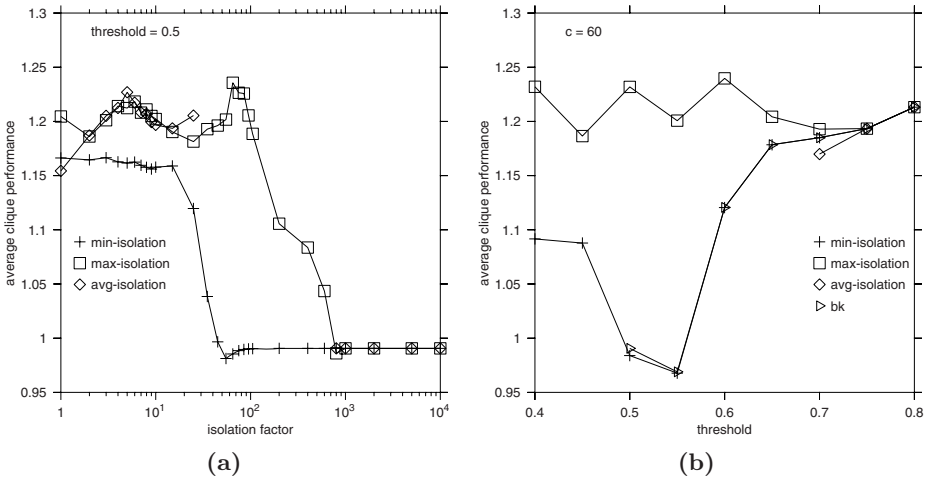 1.3
1.25
1.2
1.15
1.1
1.05
1
0.95
average clique performance
threshold = 0.5
min-isolation
max-isolation
avg-isolation
1
10^1
10^2
10^3
10^4
isolation factor
(a)
1.3
1.25
1.2
1.15
1.1
1.05
1
0.95
average clique performance
c = 60
min-isolation
max-isolation
avg-isolation
bk
0.4
0.5
0.6
0.7
0.8
threshold
(b)